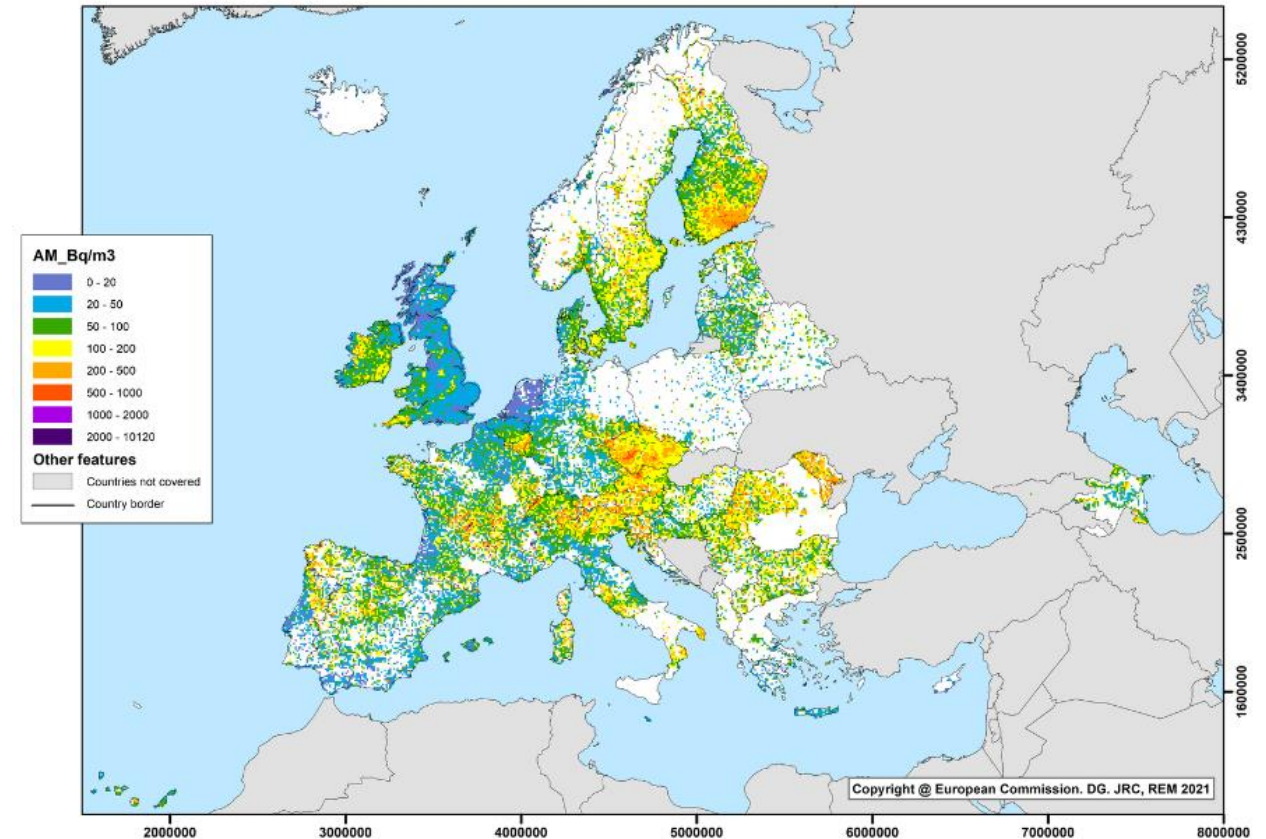 5200000
4300000
AM_Bq/m3
0 - 20
20 - 50
50 - 100
100 - 200
200 - 500
500 - 1000
1000 - 2000
2000 - 10120
Other features
Countries not covered
Country border
3400000
2500000
1600000
Copyright @ European Commission. DG. JRC, REM 2021
2000000 3000000 4000000 5000000 6000000 7000000 8000000